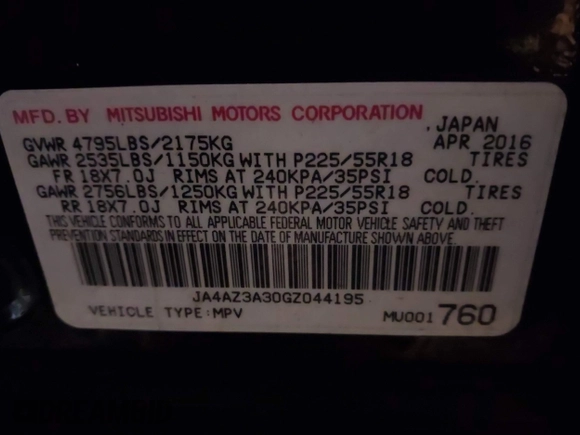 MFD. BY MITSUBISHI MOTORS CORPORATION , JAPAN
GVWR 4795LBS/2175KG APR 2016
GAWR 2535LBS/1150KG WITH P225/55R18 TIRES
FR 18X7.0J RIMS AT 240KPA/35PSI COLD.
GAWR 2756LBS/1250KG WITH P225/55R18 TIRES
RR 18X7.0J RIMS AT 240KPA/35PSI COLD.
THIS VEHICLE CONFORMS TO ALL APPLICABLE FEDERAL MOTOR VEHICLE SAFETY AND THEFT
PREVENTION STANDARDS IN EFFECT ON THE DATE OF MANUFACTURE SHOWN ABOVE.
JA4AZ3A30GZ044195
VEHICLE TYPE:MPV MU001760